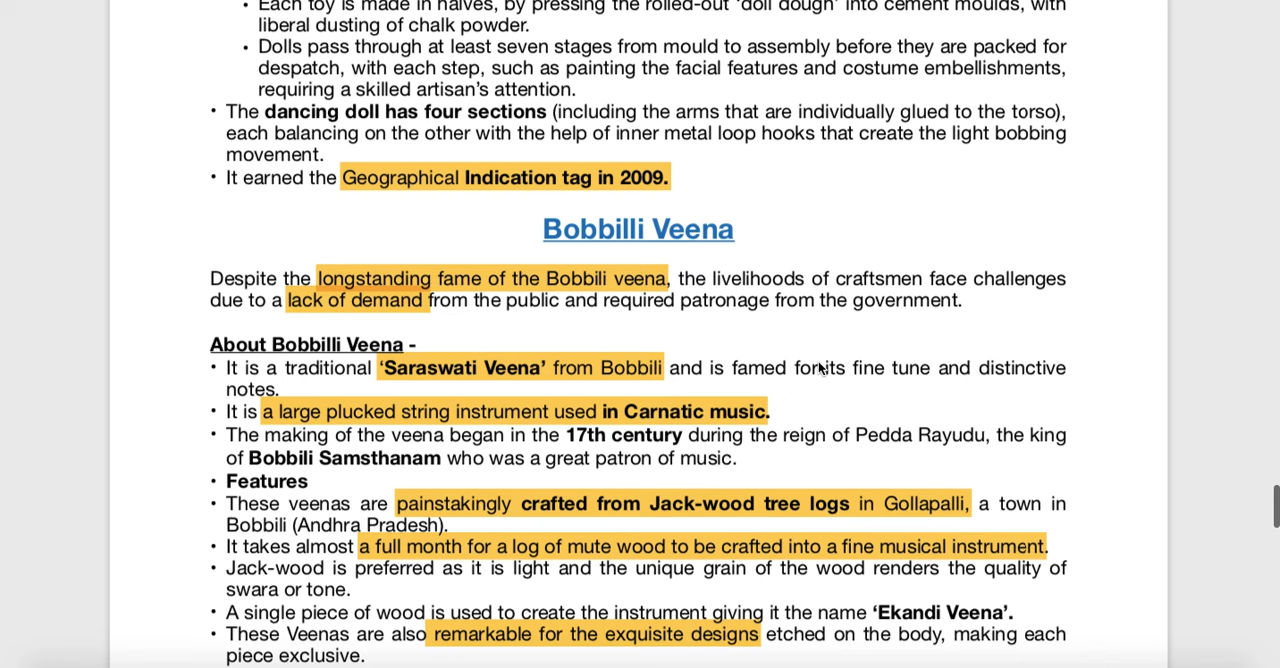 • Each toy is made in halves, by pressing the rolled-out ‘doll dough’ into cement moulds, with
liberal dusting of chalk powder.
• Dolls pass through at least seven stages from mould to assembly before they are packed for
despatch, with each step, such as painting the facial features and costume embellishments,
requiring a skilled artisan’s attention.
• The dancing doll has four sections (including the arms that are individually glued to the torso),
each balancing on the other with the help of inner metal loop hooks that create the light bobbing
movement.
• It earned the Geographical Indication tag in 2009.
Bobbilli Veena
Despite the longstanding fame of the Bobbili veena, the livelihoods of craftsmen face challenges
due to a lack of demand from the public and required patronage from the government.
About Bobbilli Veena -
• It is a traditional ‘Saraswati Veena’ from Bobbili and is famed for its fine tune and distinctive
notes.
• It is a large plucked string instrument used in Carnatic music.
• The making of the veena began in the 17th century during the reign of Pedda Rayudu, the king
of Bobbili Samsthanam who was a great patron of music.
• Features
• These veenas are painstakingly crafted from Jack-wood tree logs in Gollapalli, a town in
Bobbili (Andhra Pradesh).
• It takes almost a full month for a log of mute wood to be crafted into a fine musical instrument.
• Jack-wood is preferred as it is light and the unique grain of the wood renders the quality of
swara or tone.
• A single piece of wood is used to create the instrument giving it the name ‘Ekandi Veena’.
• These Veenas are also remarkable for the exquisite designs etched on the body, making each
piece exclusive.